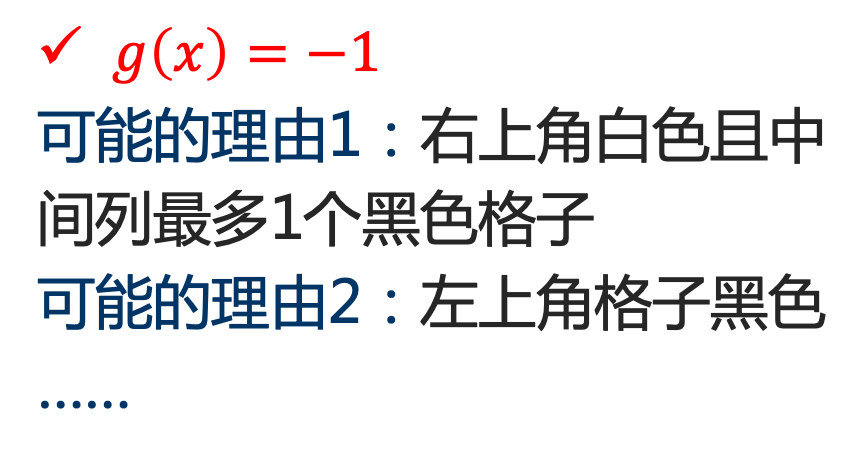 ✓ g(x) = −1
可能的理由1：右上角白色且中
间列最多1个黑色格子
可能的理由2：左上角格子黑色
……